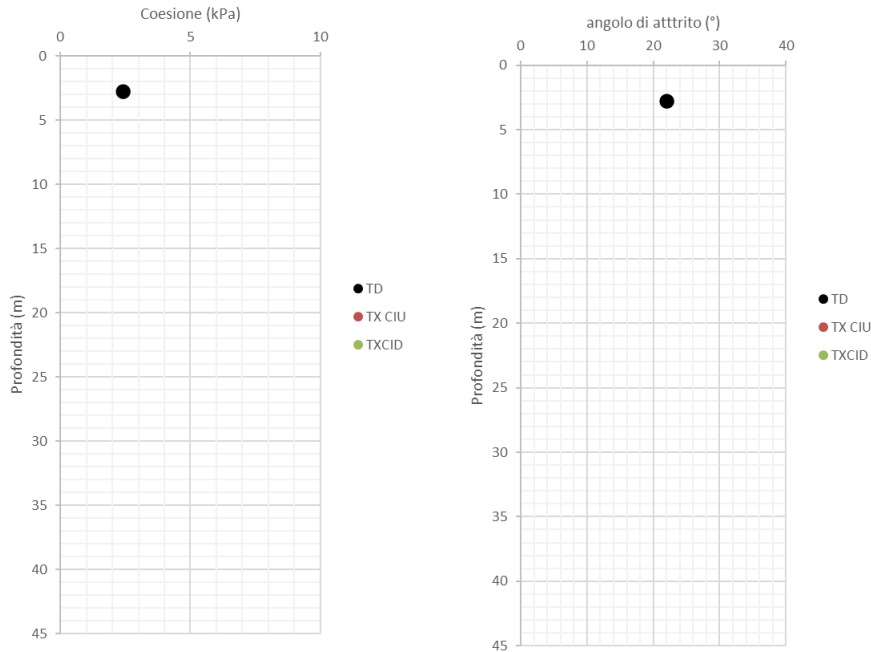 Coesione (kPa)
0 5 10
0
5
10
15
20
25
30
35
40
45
Profondità (m)
TD
TX CIU
TXCID
angolo di atttrito (°)
0 10 20 30 40
0
5
10
15
20
25
30
35
40
45
Profondità (m)
TD
TX CIU
TXCID